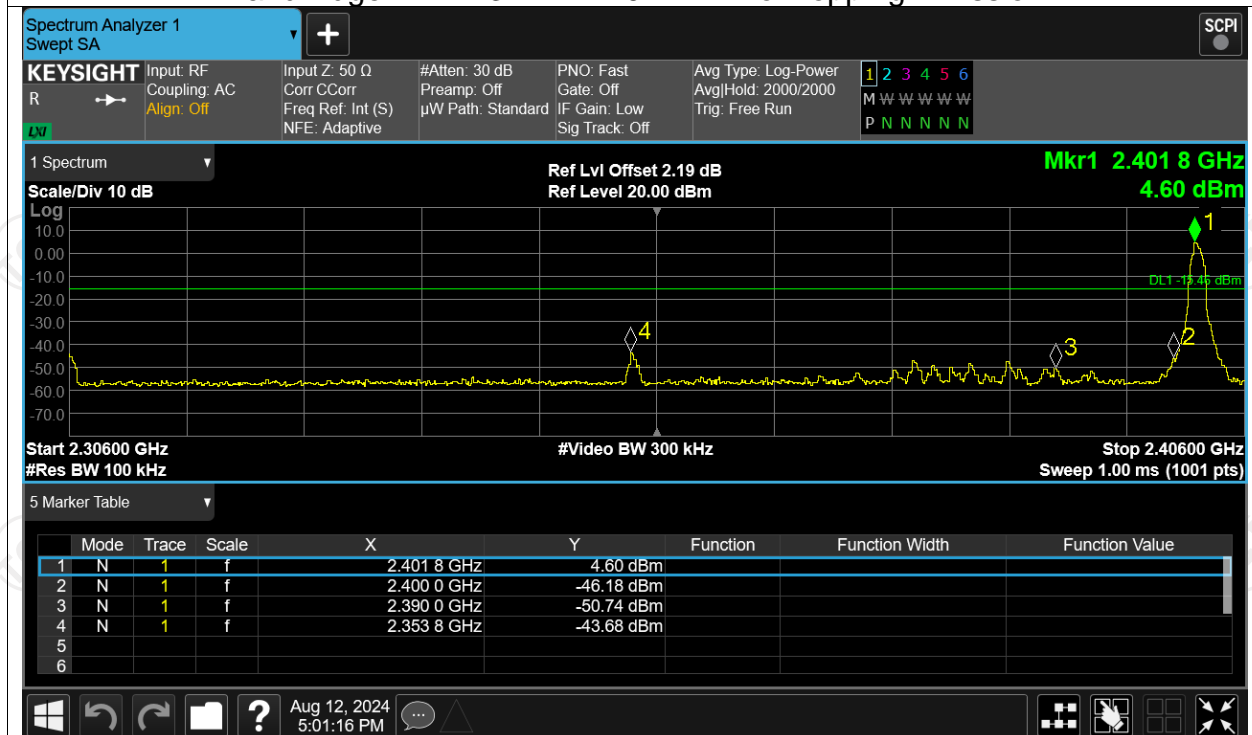 Spectrum Analyzer 1
Swept SA
+
SCPI
KEYSIGHT
R
LXI
Input: RF
Coupling: AC
Align: Off
Input Z: 50 Ω
Corr CCorr
Freq Ref: Int (S)
NFE: Adaptive
#Atten: 30 dB
Preamp: Off
µW Path: Standard
PNO: Fast
Gate: Off
IF Gain: Low
Sig Track: Off
Avg Type: Log-Power
Avg|Hold: 2000/2000
Trig: Free Run
1 2 3 4 5 6
M W W W W W
P N N N N N
1 Spectrum
Scale/Div 10 dB
Ref Lvl Offset 2.19 dB
Ref Level 20.00 dBm
Mkr1 2.401 8 GHz
4.60 dBm
Log
10.0
0.00
-10.0
-20.0
-30.0
-40.0
-50.0
-60.0
-70.0
1
DL1 -15.46 dBm
4
3
2
Start 2.30600 GHz
#Video BW 300 kHz
Stop 2.40600 GHz
#Res BW 100 kHz
Sweep 1.00 ms (1001 pts)
5 Marker Table
Mode Trace Scale X Y Function Function Width Function Value
1 N 1 f 2.401 8 GHz 4.60 dBm
2 N 1 f 2.400 0 GHz -46.18 dBm
3 N 1 f 2.390 0 GHz -50.74 dBm
4 N 1 f 2.353 8 GHz -43.68 dBm
5
6
?
Aug 12, 2024
5:01:16 PM